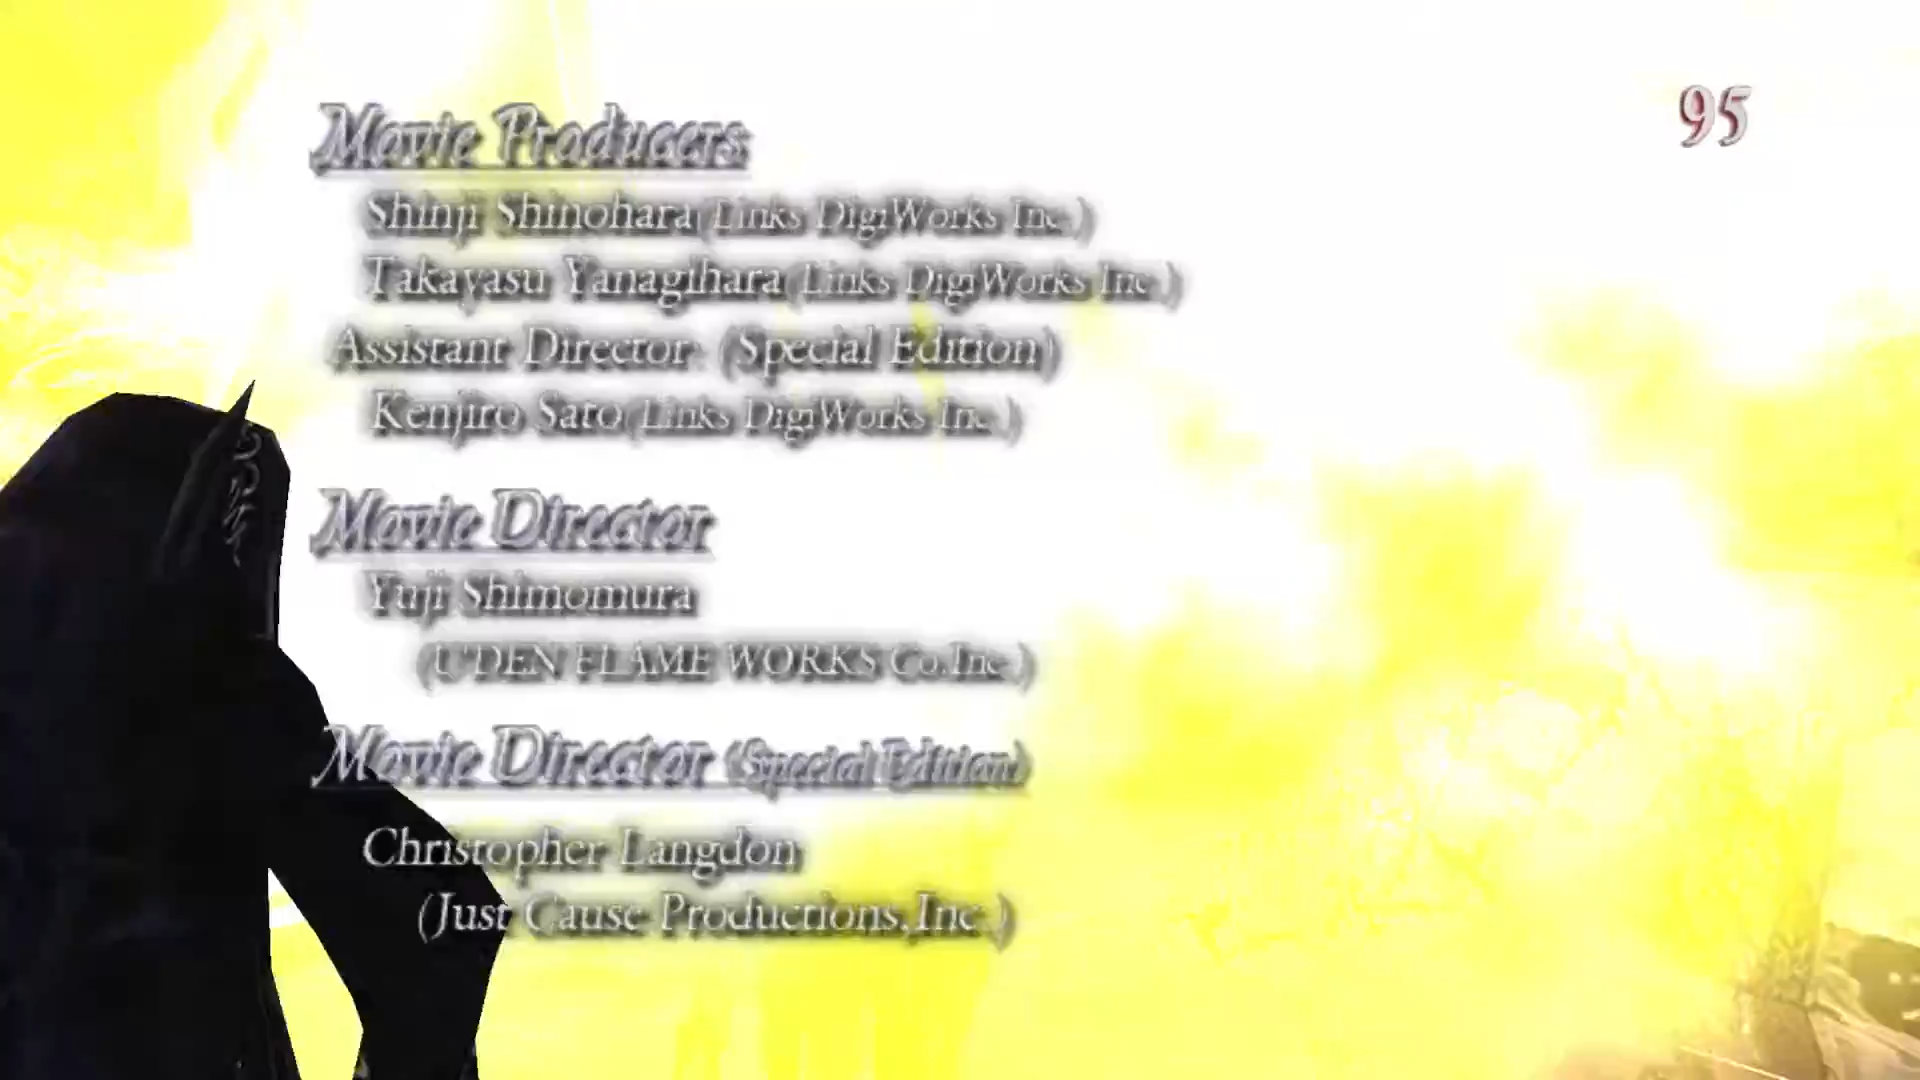 95
Movie Producers
Shinji Shinohara(Links DigiWorks Inc.)
Takayasu Yanagihara(Links DigiWorks Inc.)
Assistant Director (Special Edition)
Kenjiro Sato(Links DigiWorks Inc.)
Movie Director
Yuji Shimomura
(U'DEN FLAME WORKS Co.Inc.)
Movie Director (Special Edition)
Christopher Langdon
(Just Cause Productions,Inc.)